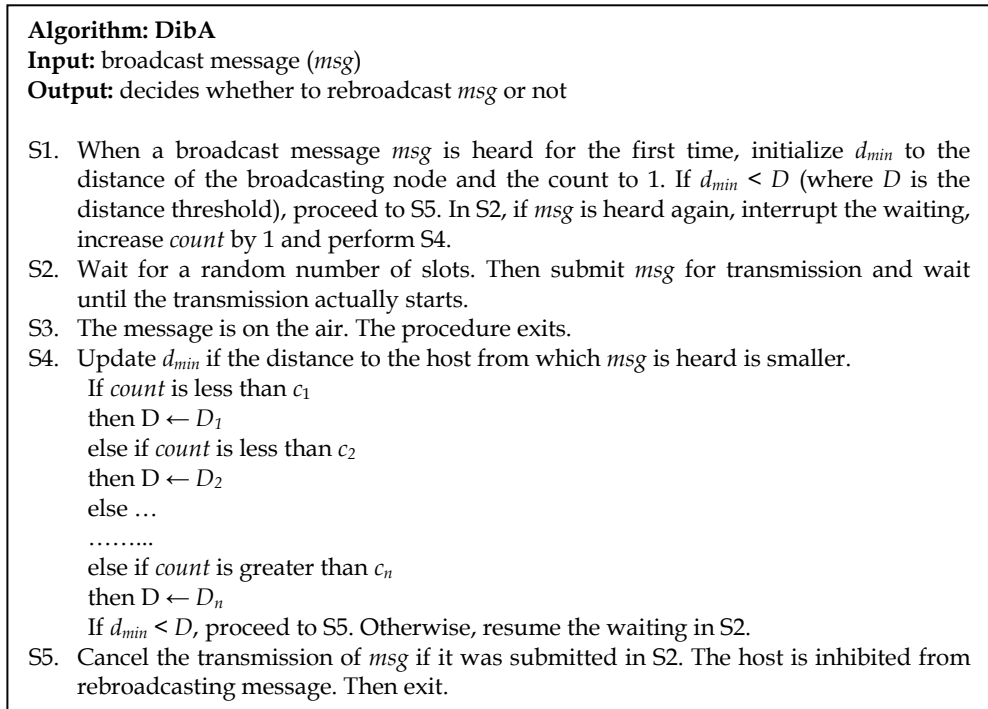 Algorithm: DibA
Input: broadcast message (msg)
Output: decides whether to rebroadcast msg or not
S1. When a broadcast message msg is heard for the first time, initialize dmin to the
distance of the broadcasting node and the count to 1. If dmin < D (where D is the
distance threshold), proceed to S5. In S2, if msg is heard again, interrupt the waiting,
increase count by 1 and perform S4.
S2. Wait for a random number of slots. Then submit msg for transmission and wait
until the transmission actually starts.
S3. The message is on the air. The procedure exits.
S4. Update dmin if the distance to the host from which msg is heard is smaller.
If count is less than c1
then D ← D1
else if count is less than c2
then D ← D2
else …
………...
else if count is greater than cn
then D ← Dn
If dmin < D, proceed to S5. Otherwise, resume the waiting in S2.
S5. Cancel the transmission of msg if it was submitted in S2. The host is inhibited from
rebroadcasting message. Then exit.